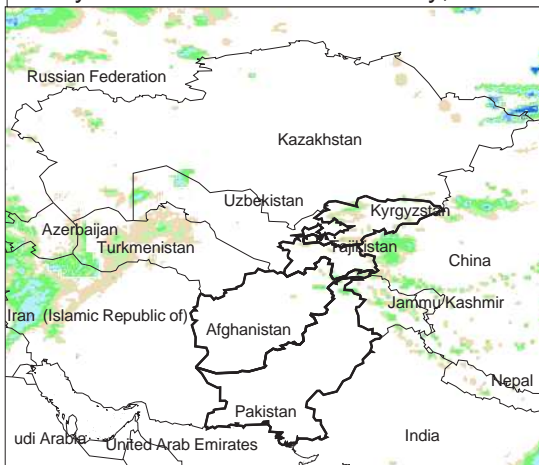 Russian Federation
Kazakhstan
Uzbekistan
Kyrgyzstan
Azerbaijan
Turkmenistan
Tajikistan
China
Jammu/Kashmir
Iran (Islamic Republic of)
Afghanistan
Nepal
Pakistan
udi Arabia
United Arab Emirates
India